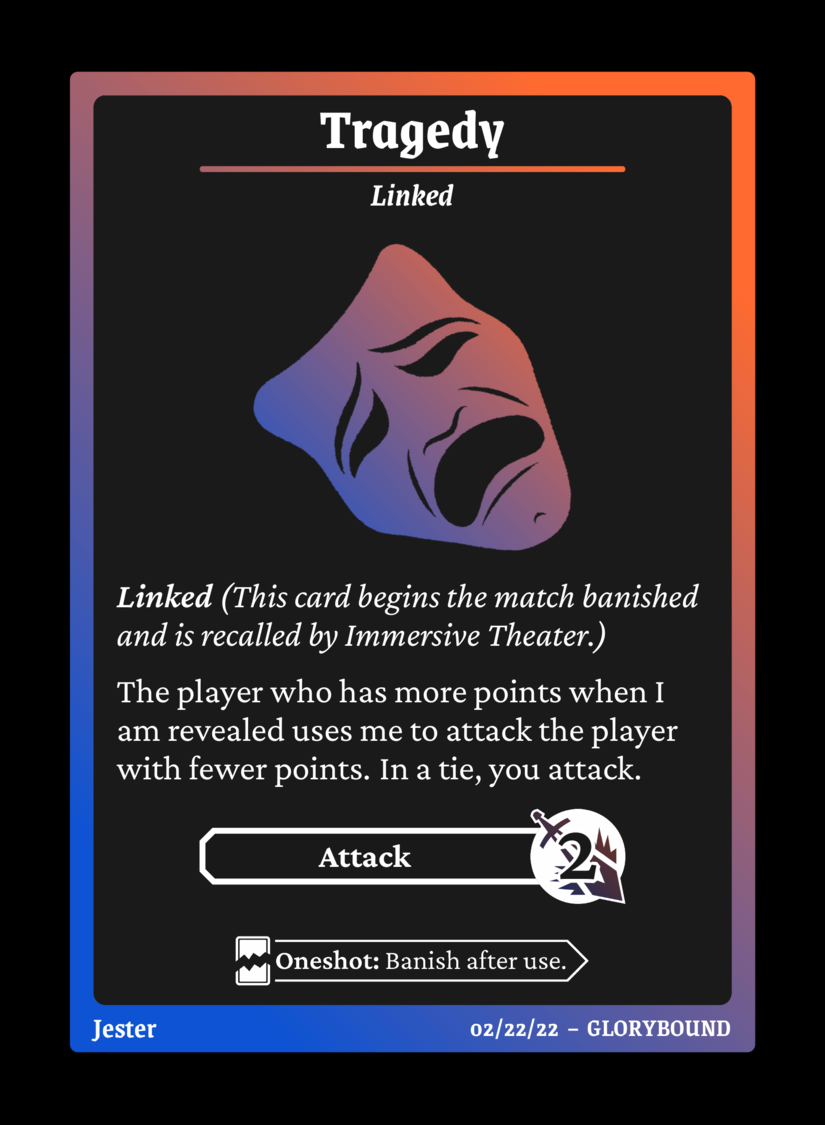 Tragedy
Linked
Linked (This card begins the match banished
and is recalled by Immersive Theater.)
The player who has more points when I
am revealed uses me to attack the player
with fewer points. In a tie, you attack.
Attack
2
Oneshot: Banish after use.
Jester
02/22/22 – GLORYBOUND